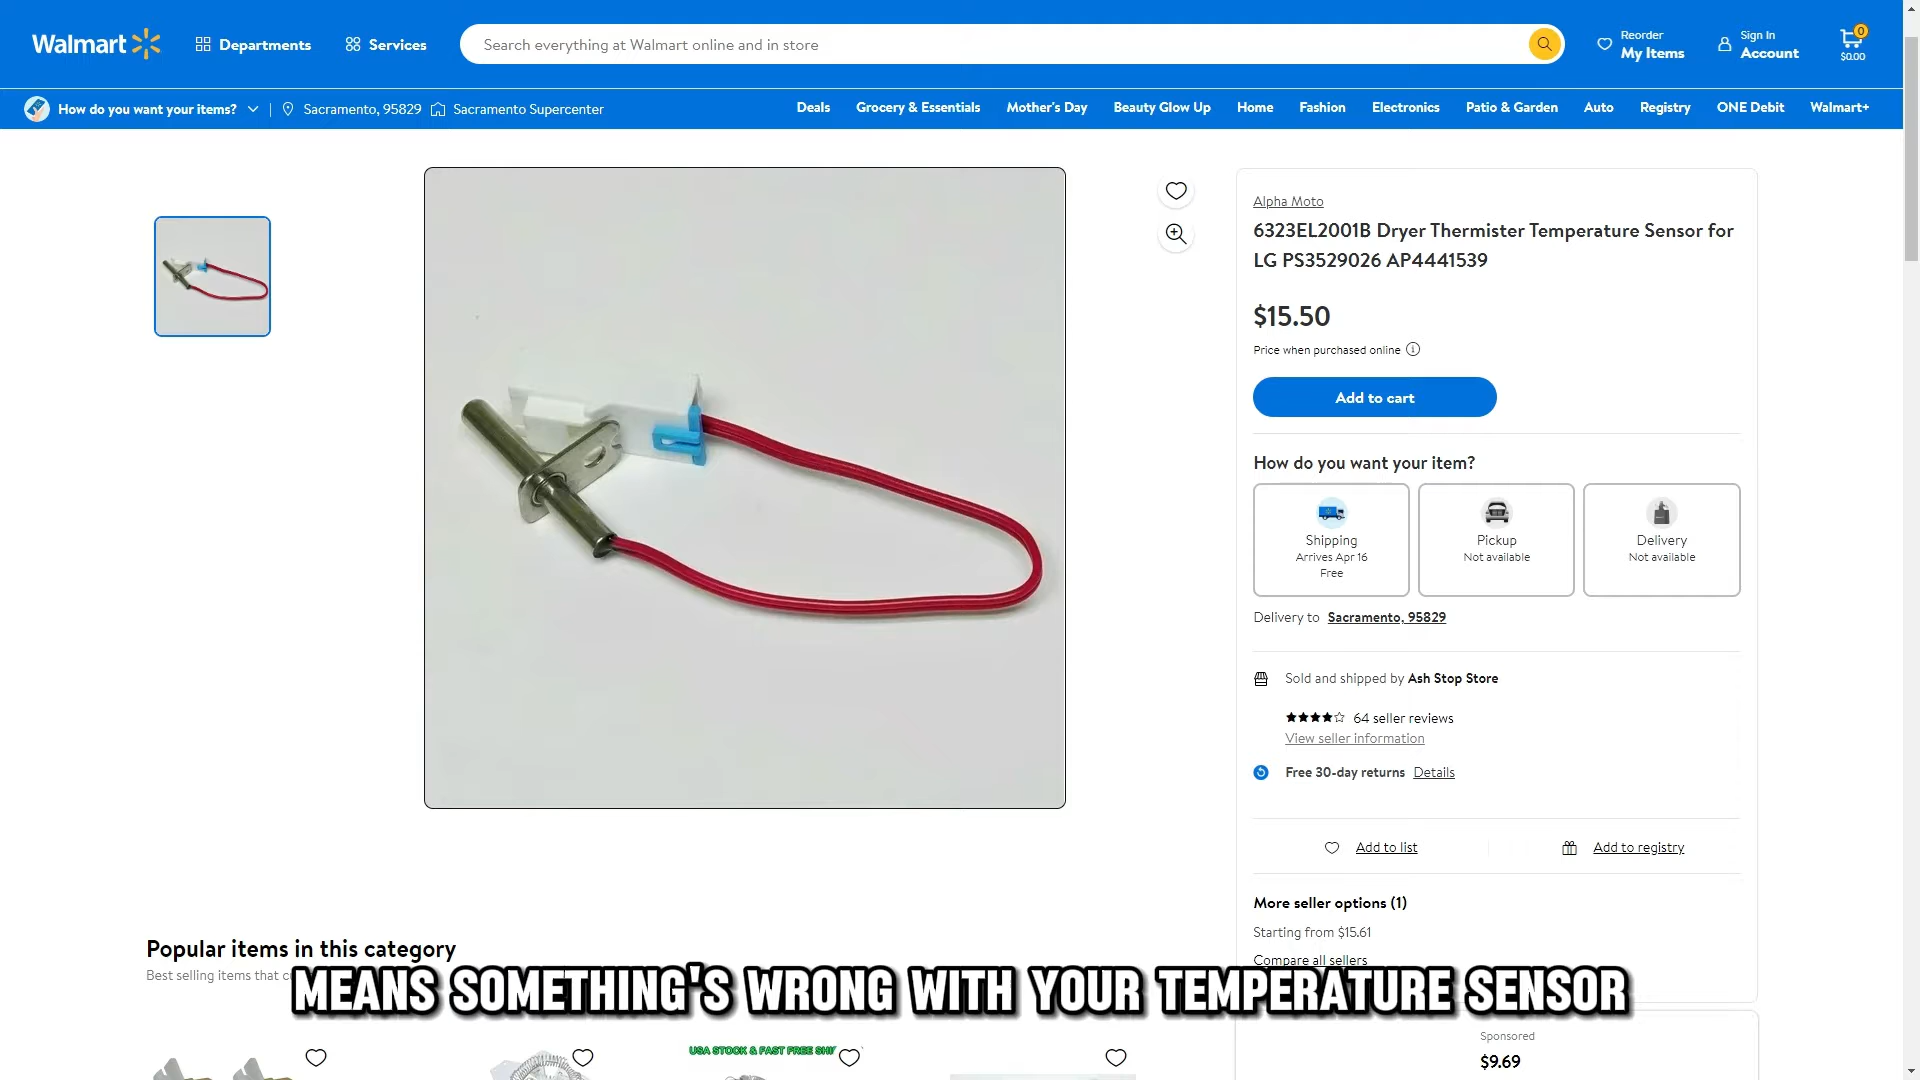 Walmart
Departments
Services
Search everything at Walmart online and in store
Reorder
My Items
Sign In
Account
0
$0.00
How do you want your items?
Sacramento, 95829
Sacramento Supercenter
Deals
Grocery & Essentials
Mother's Day
Beauty Glow Up
Home
Fashion
Electronics
Patio & Garden
Auto
Registry
ONE Debit
Walmart+
Alpha Moto
6323EL2001B Dryer Thermister Temperature Sensor for
LG PS3529026 AP4441539
$15.50
Price when purchased online
Add to cart
How do you want your item?
Shipping
Arrives Apr 16
Free
Pickup
Not available
Delivery
Not available
Delivery to Sacramento, 95829
Sold and shipped by Ash Stop Store
64 seller reviews
View seller information
Free 30-day returns Details
Add to list
Add to registry
More seller options (1)
Starting from $15.61
Compare all sellers
Popular items in this category
Best selling items that
MEANS SOMETHING'S WRONG WITH YOUR TEMPERATURE SENSOR
USA STOCK & FAST FREE
Sponsored
$9.69